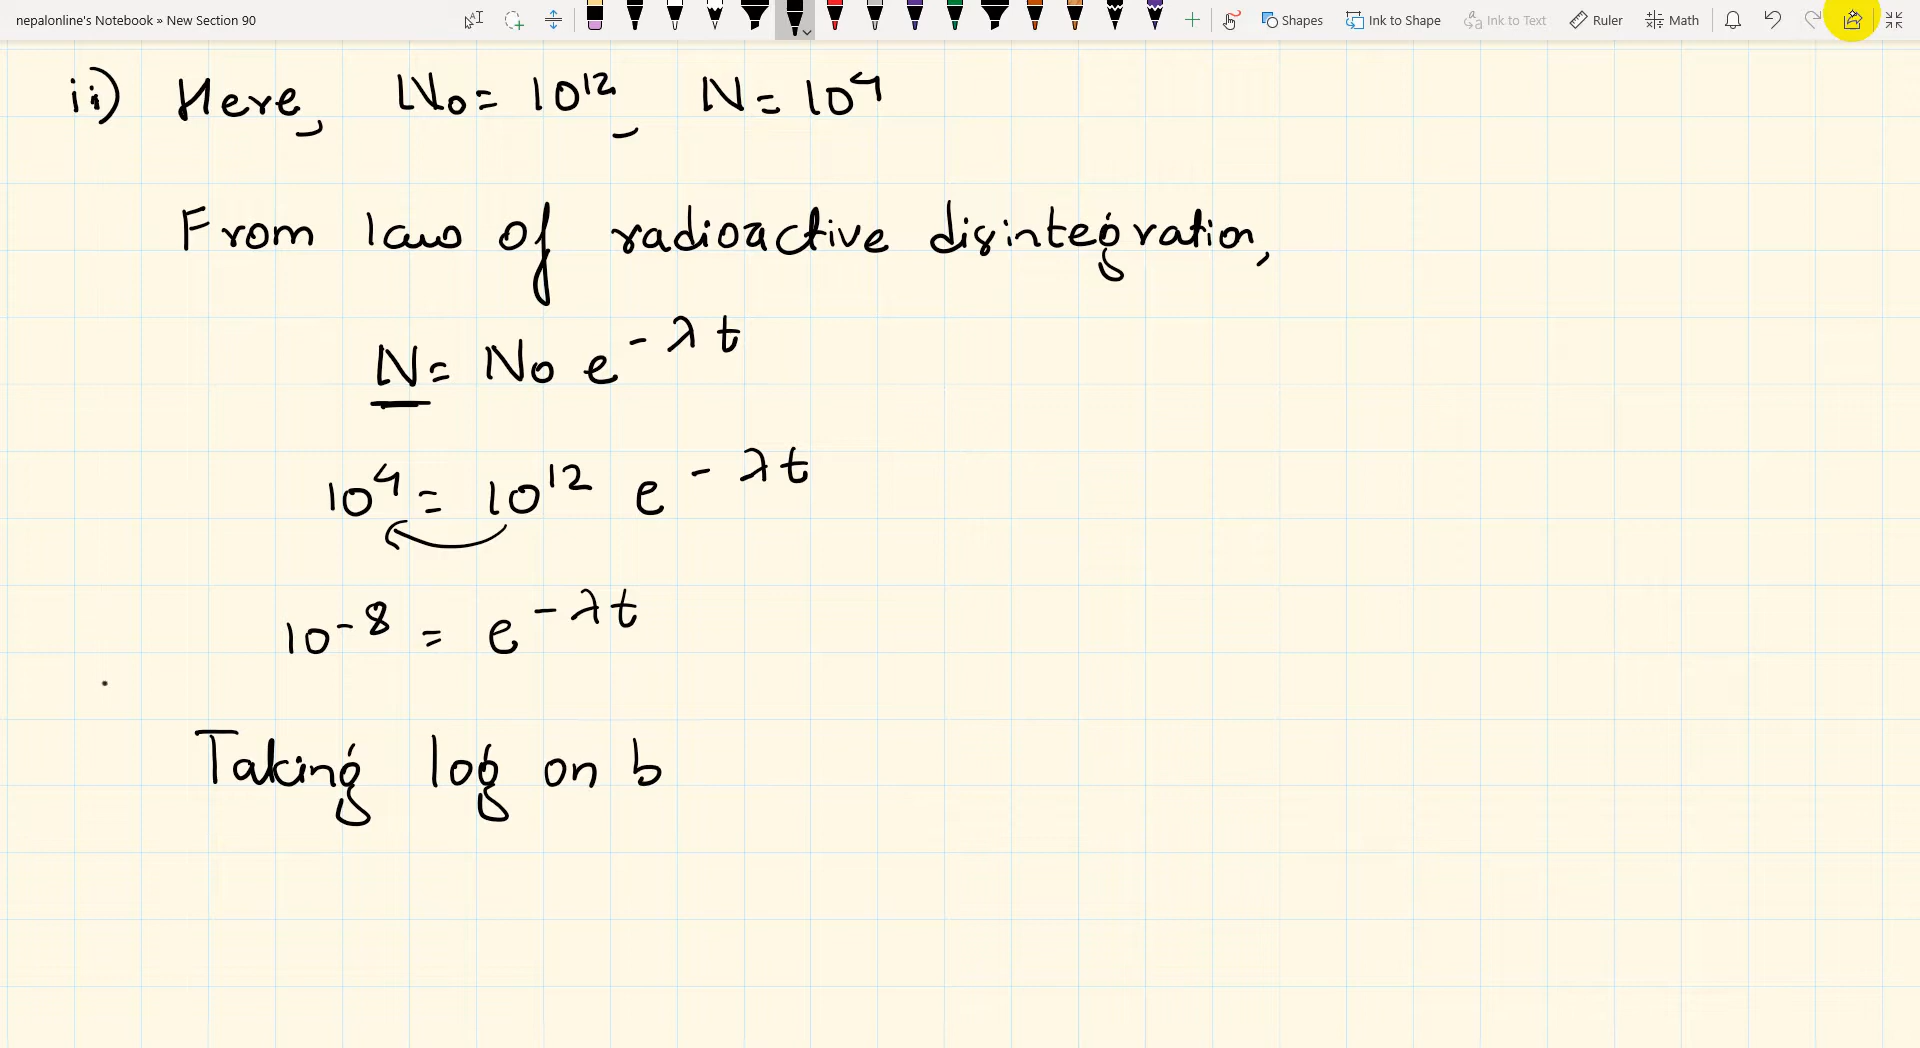 nepalonline's Notebook » New Section 90
Shapes Ink to Shape Ink to Text Ruler Math
ii) Here, N₀ = 10¹², N = 10⁴
From law of radioactive disintegration,
N = N₀ e^(-λt)
10⁴ = 10¹² e^(-λt)
10⁻⁸ = e^(-λt)
Taking log on b